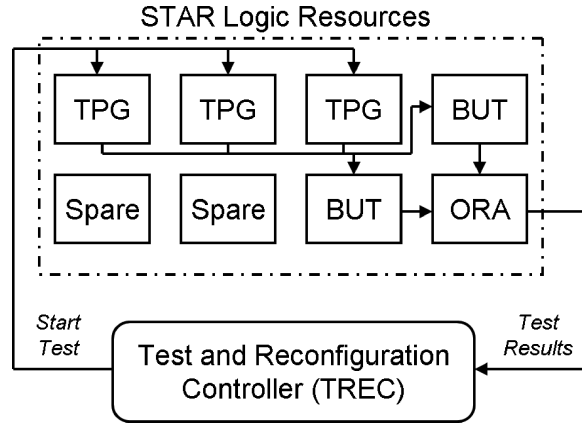 STAR Logic Resources
TPG
TPG
TPG
BUT
Spare
Spare
BUT
ORA
Start
Test
Test and Reconfiguration
Controller (TREC)
Test
Results